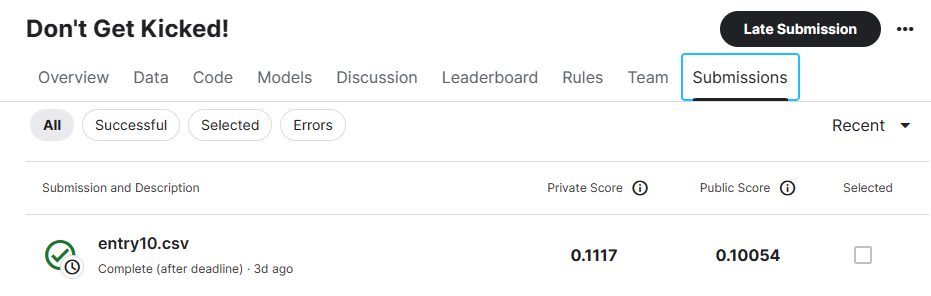 Don't Get Kicked!
Late Submission
Overview Data Code Models Discussion Leaderboard Rules Team Submissions
All Successful Selected Errors Recent
Submission and Description Private Score Public Score Selected
entry10.csv 0.1117 0.10054
Complete (after deadline) · 3d ago